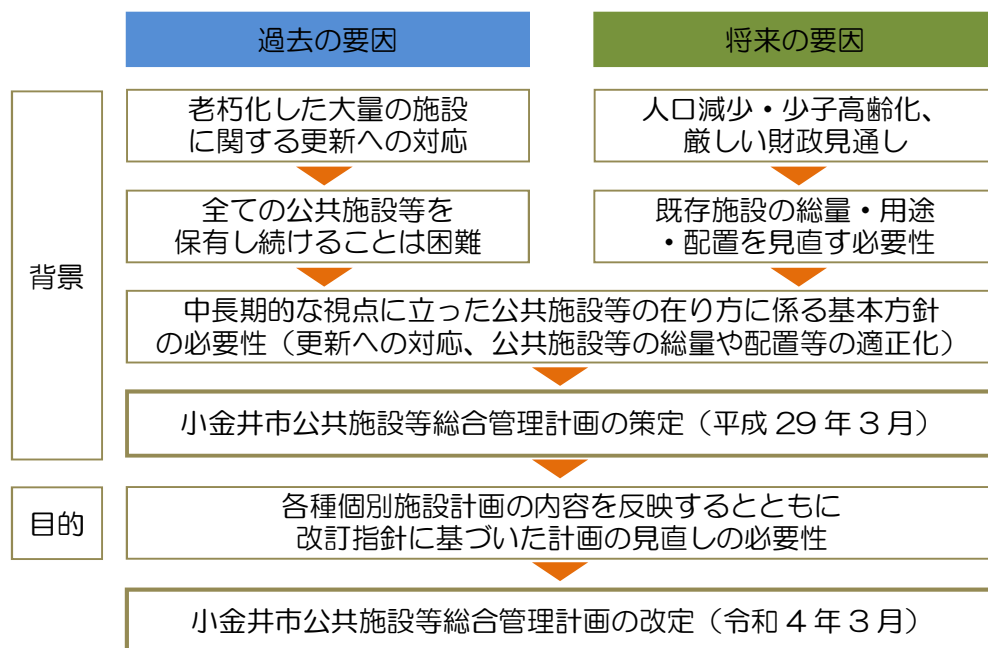 過去の要因
将来の要因
背景
老朽化した大量の施設
に関する更新への対応
人口減少・少子高齢化、
厳しい財政見通し
全ての公共施設等を
保有し続けることは困難
既存施設の総量・用途
・配置を見直す必要性
中長期的な視点に立った公共施設等の在り方に係る基本方針
の必要性（更新への対応、公共施設等の総量や配置等の適正化）
小金井市公共施設等総合管理計画の策定（平成 29 年 3 月）
目的
各種個別施設計画の内容を反映するとともに
改訂指針に基づいた計画の見直しの必要性
小金井市公共施設等総合管理計画の改定（令和 4 年 3 月）